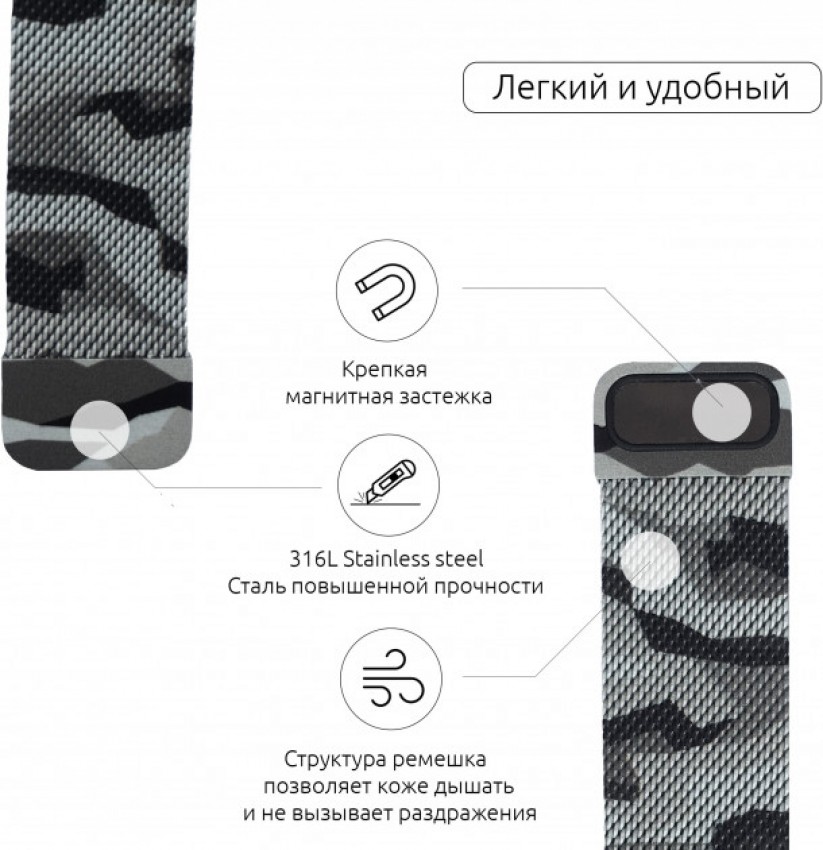 Легкий и удобный
Крепкая
магнитная застежка
316L Stainless steel
Сталь повышенной прочности
Структура ремешка
позволяет коже дышать
и не вызывает раздражения